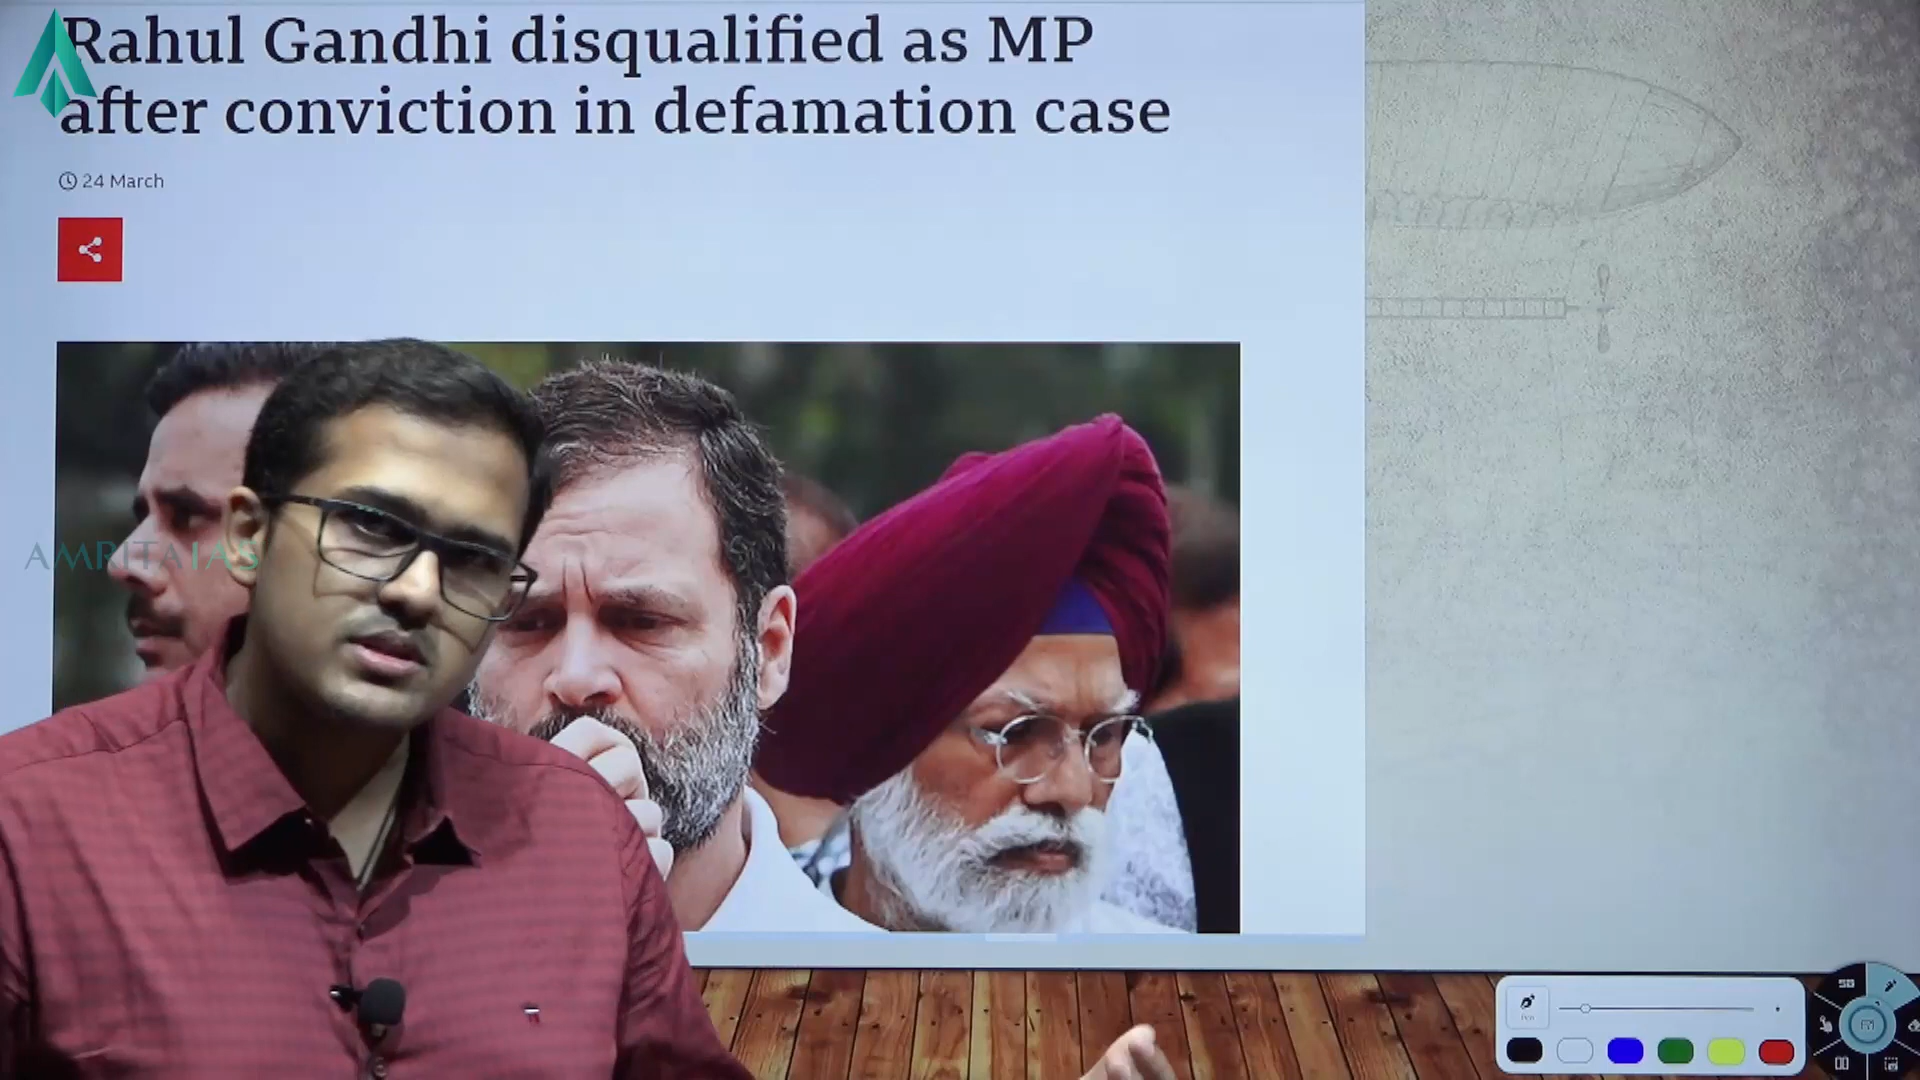 Rahul Gandhi disqualified as MP
after conviction in defamation case
24 March
AMRITA IAS